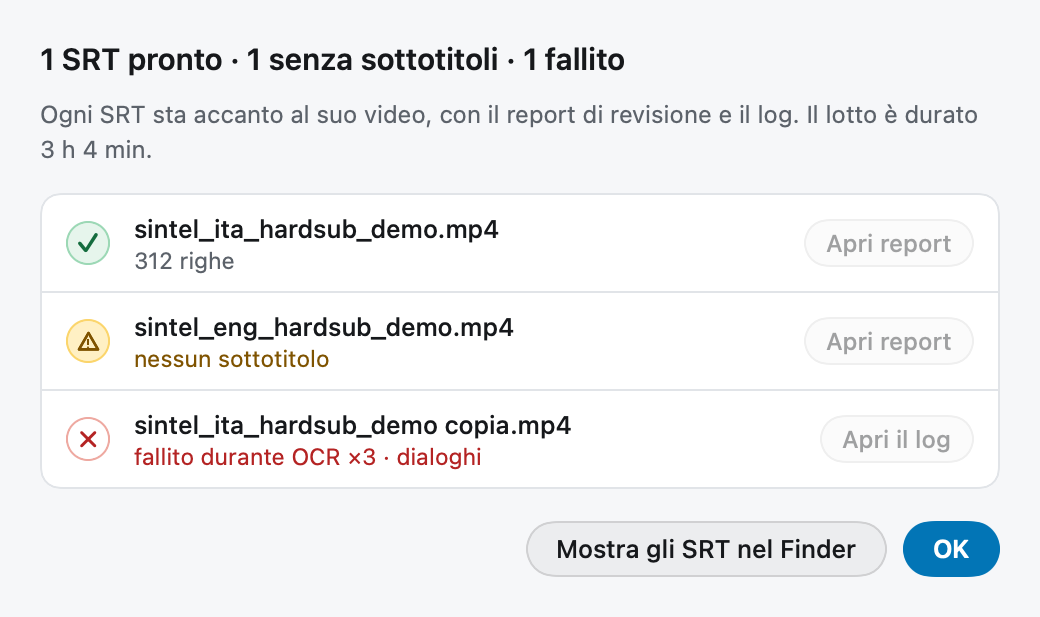 1 SRT pronto · 1 senza sottotitoli · 1 fallito
Ogni SRT sta accanto al suo video, con il report di revisione e il log. Il lotto è durato
3 h 4 min.
sintel_ita_hardsub_demo.mp4
312 righe
Apri report
sintel_eng_hardsub_demo.mp4
nessun sottotitolo
Apri report
sintel_ita_hardsub_demo copia.mp4
fallito durante OCR ×3 · dialoghi
Apri il log
Mostra gli SRT nel Finder
OK